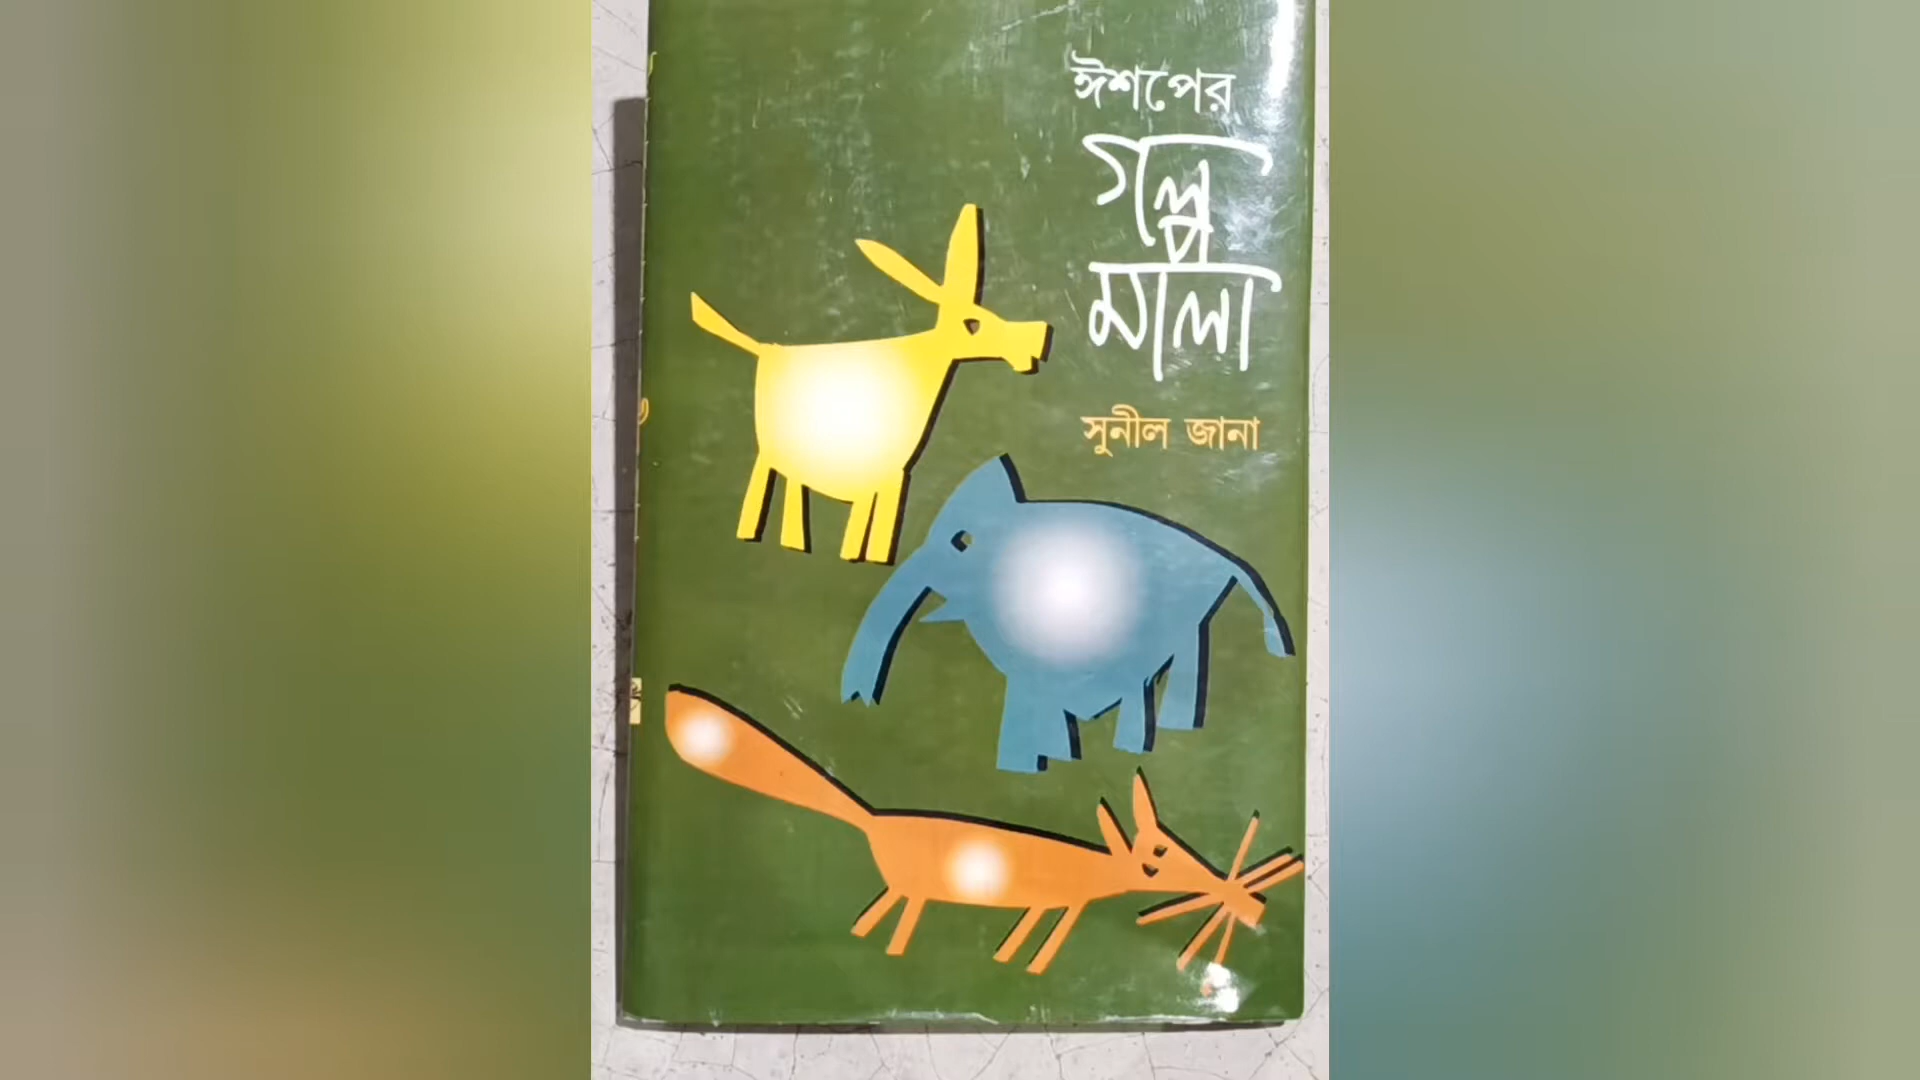 ঈশপের
গল্প
মালা
সুনীল জানা